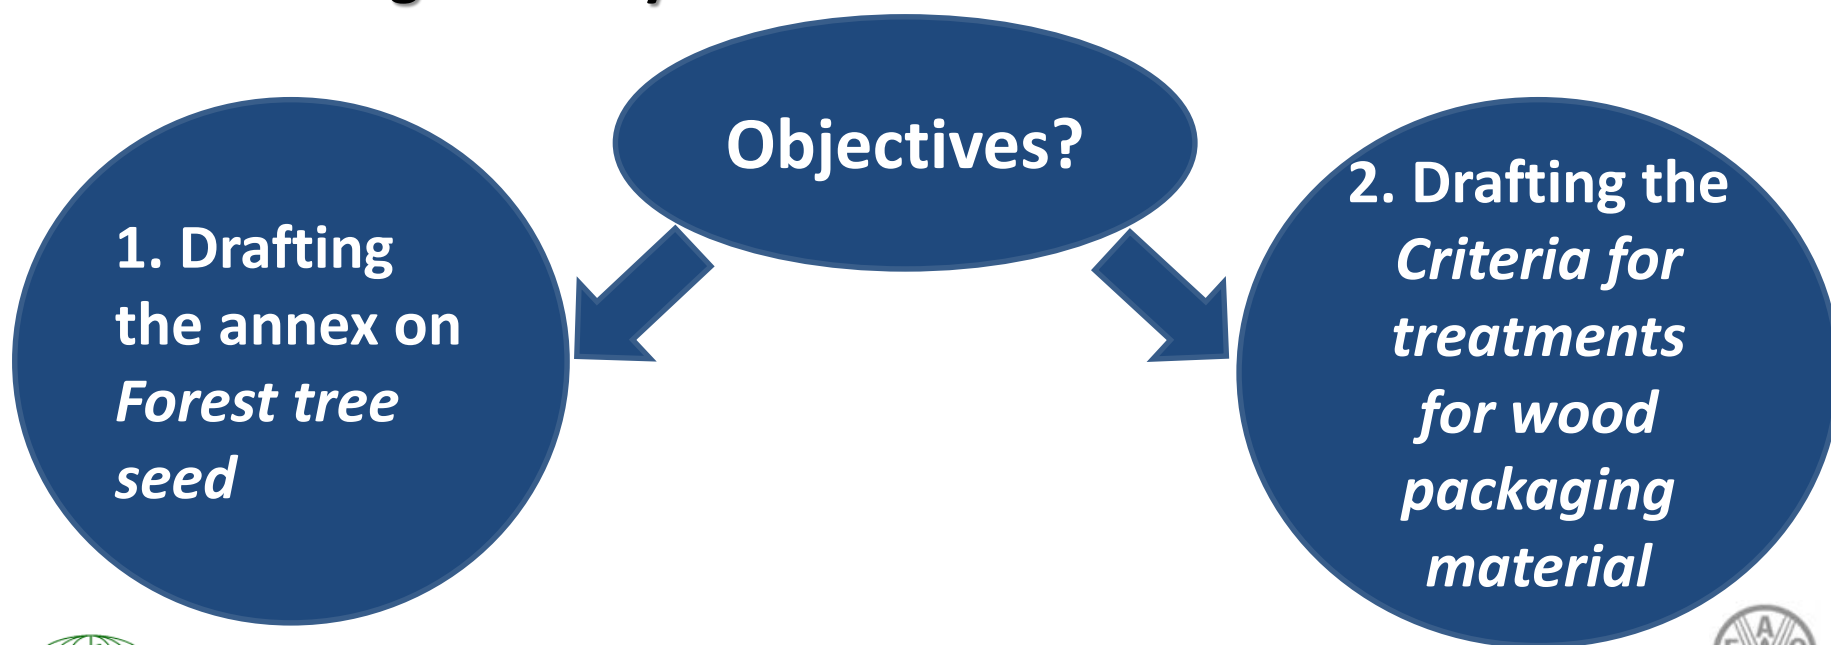 Objectives?
1. Drafting
the annex on
Forest tree
seed
2. Drafting the
Criteria for
treatments
for wood
packaging
material